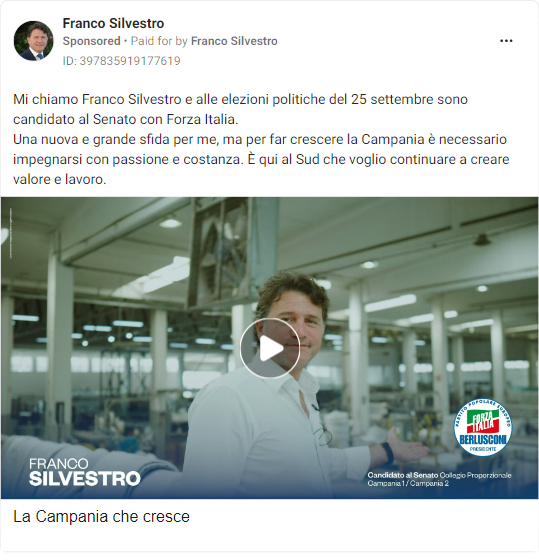 Franco Silvestro
Sponsored • Paid for by Franco Silvestro
ID: 397835919177619
Mi chiamo Franco Silvestro e alle elezioni politiche del 25 settembre sono
candidato al Senato con Forza Italia.
Una nuova e grande sfida per me, ma per far crescere la Campania è necessario
impegnarsi con passione e costanza. È qui al Sud che voglio continuare a creare
valore e lavoro.
PARTITO POPOLARE EUROPEO
FORZA
ITALIA
BERLUSCONI
PRESIDENTE
FRANCO
SILVESTRO
Candidato al Senato Collegio Proporzionale
Campania 1 / Campania 2
La Campania che cresce